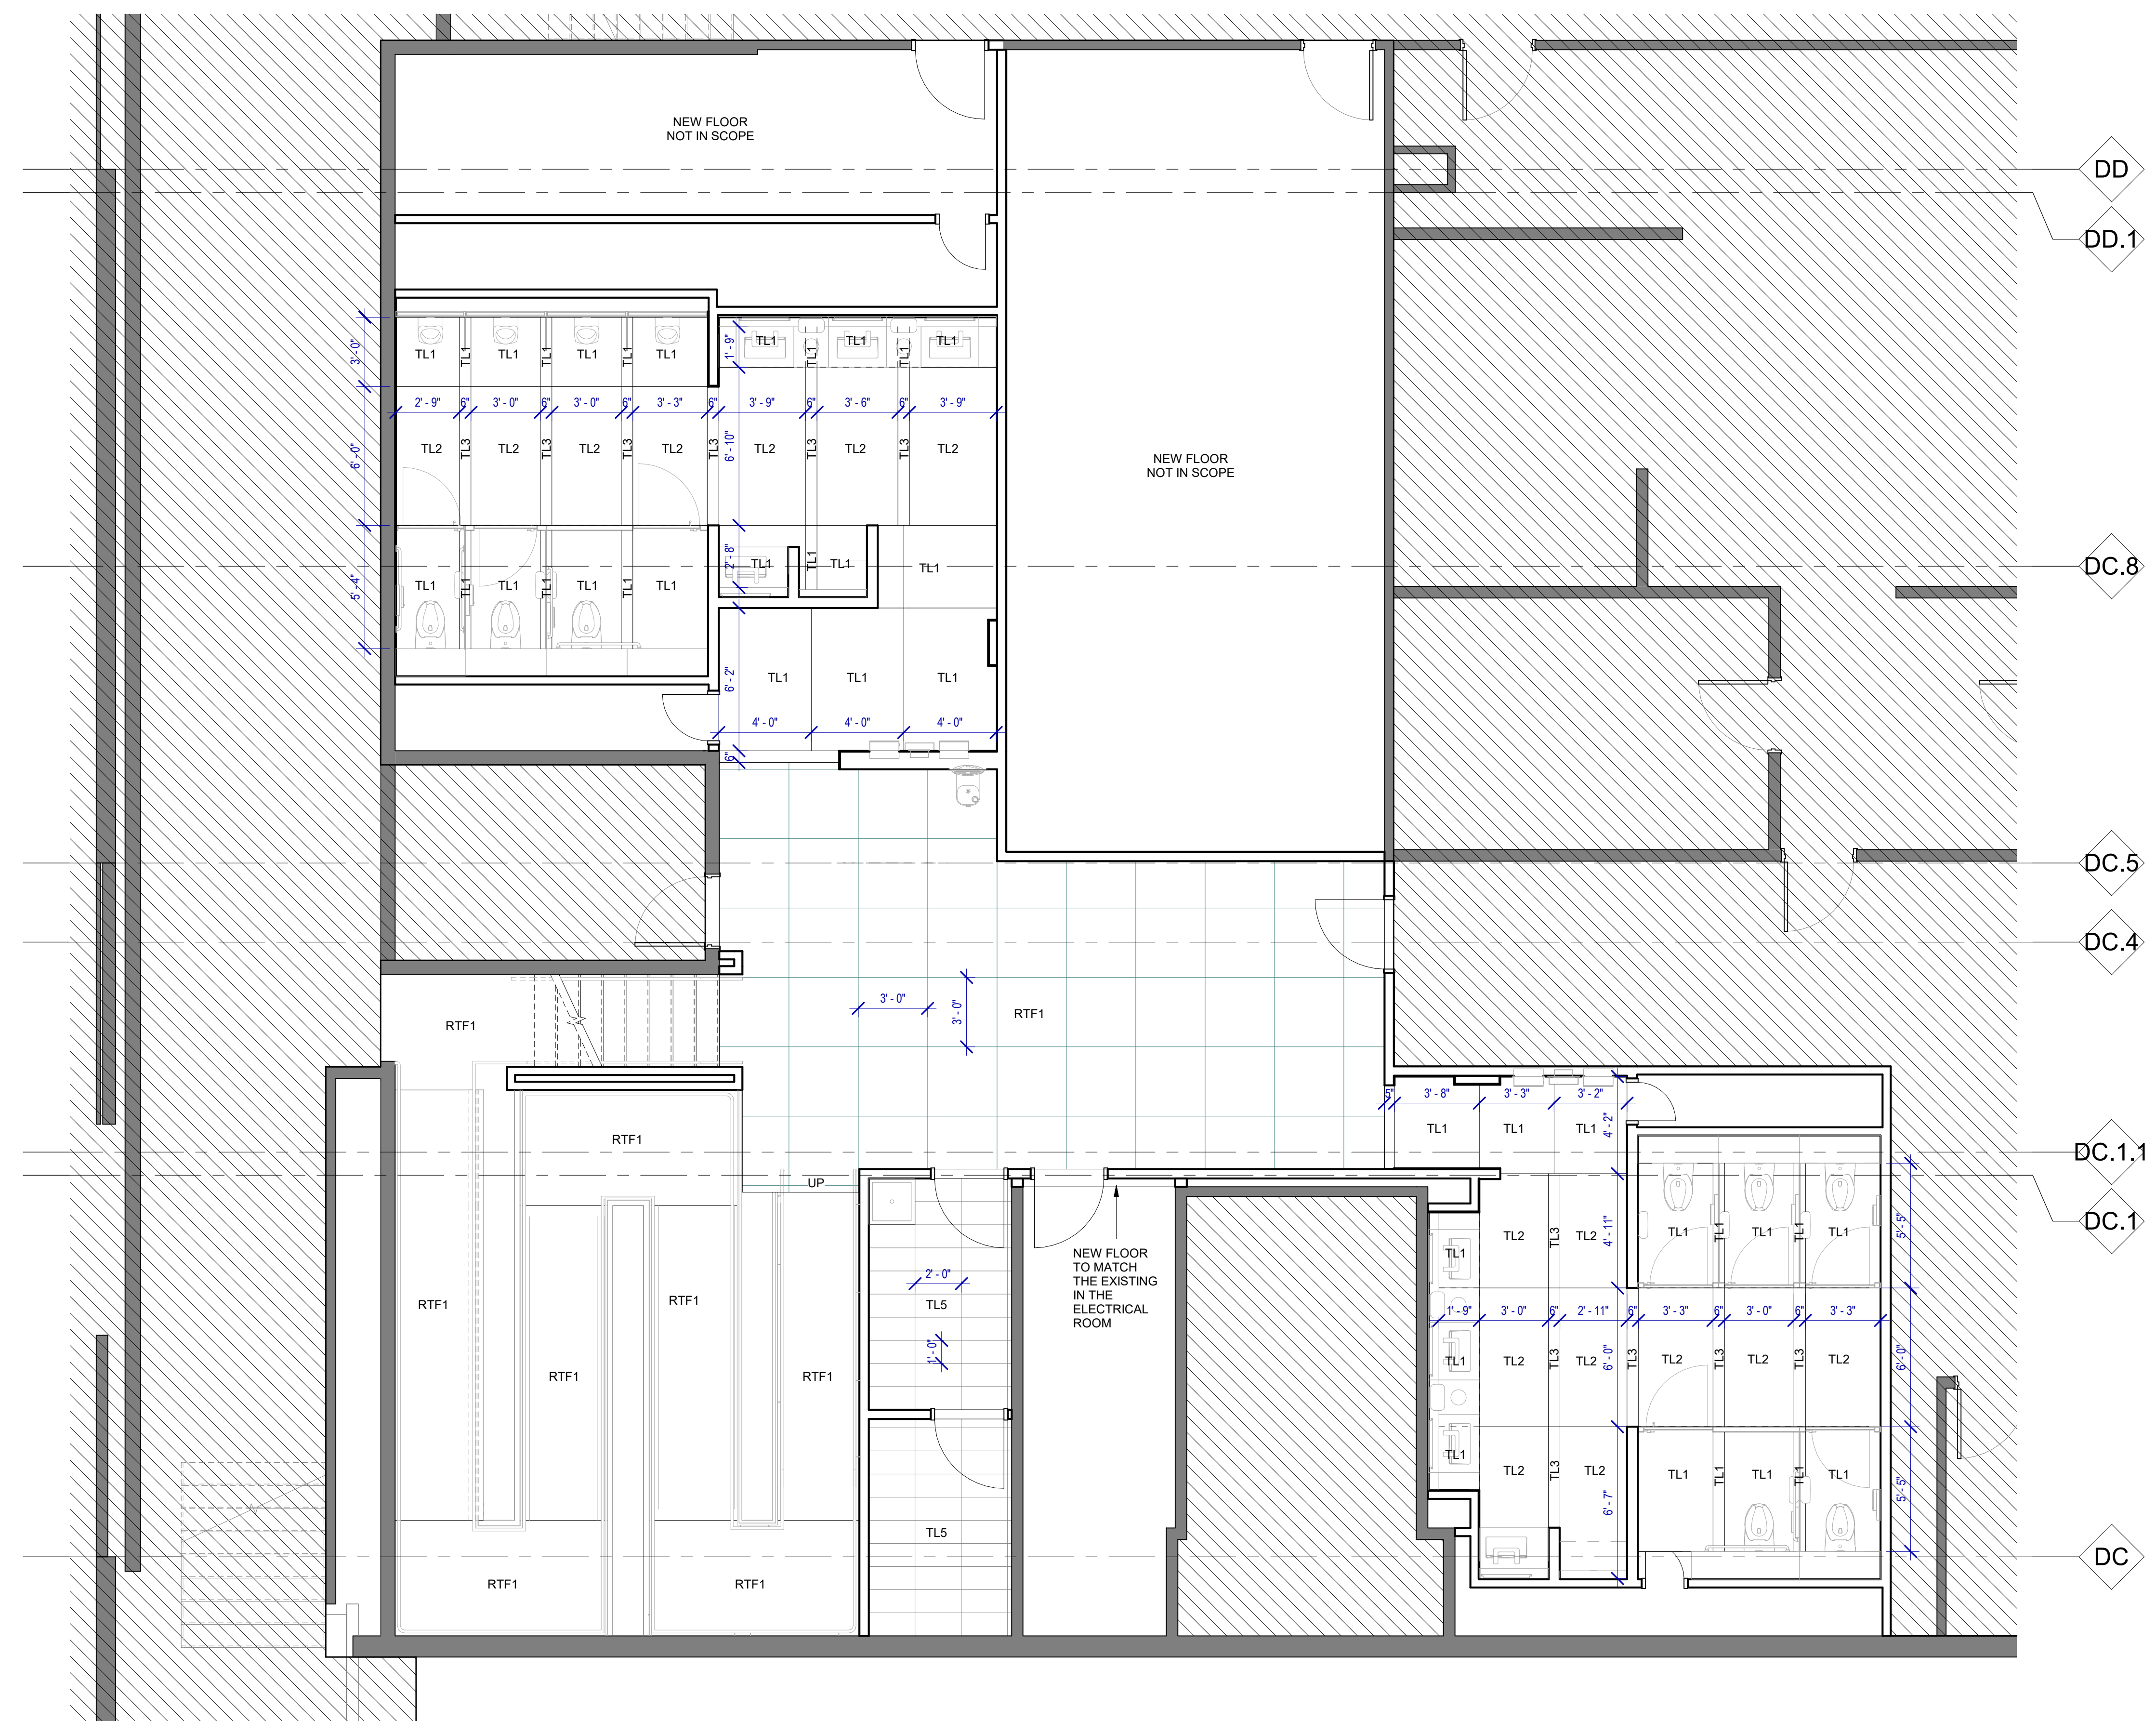 NEW FLOOR
NOT IN SCOPE
DD
DD.1
TL1 TL1 TL1 TL1 TL1 TL1 TL1
3' - 0"
1' - 9"
TL1 TL1 TL1 TL1 TL1
2' - 9" 6" 3' - 0" 6" 3' - 0" 6" 3' - 3" 6" 3' - 9" 6" 3' - 6" 6" 3' - 9"
6' - 0"
6' - 10"
TL2 TL3 TL2 TL3 TL2 TL3 TL2 TL3 TL2 TL3 TL2 TL3 TL2
NEW FLOOR
NOT IN SCOPE
DC.8
5' - 4"
2' - 8"
TL1 TL1 TL1 TL1 TL1 TL1 TL1 TL1 TL1 TL1 TL1
6' - 2"
TL1 TL1 TL1
4' - 0" 4' - 0" 4' - 0"
6"
DC.5
DC.4
3' - 0"
3' - 0"
RTF1
RTF1
5" 3' - 8" 3' - 3" 3' - 2"
4' - 2"
TL1 TL1 TL1
RTF1
DC.1.1
UP
DC.1
4' - 11"
5' - 5"
TL1 TL2 TL3 TL2 TL1 TL1 TL1 TL1 TL1
NEW FLOOR
TO MATCH
THE EXISTING
IN THE
ELECTRICAL
ROOM
2' - 0"
TL5
1' - 0"
RTF1
RTF1
1' - 9" 3' - 0" 6" 2' - 11" 6" 3' - 3" 6" 3' - 0" 6" 3' - 3"
6' - 0"
6' - 0"
TL1 TL2 TL3 TL2 TL3 TL2 TL3 TL2 TL3 TL2
RTF1
RTF1
TL1 TL2 TL3 TL2 TL1 TL1 TL1 TL1 TL1
6' - 7"
5' - 5"
TL5
DC
RTF1
RTF1